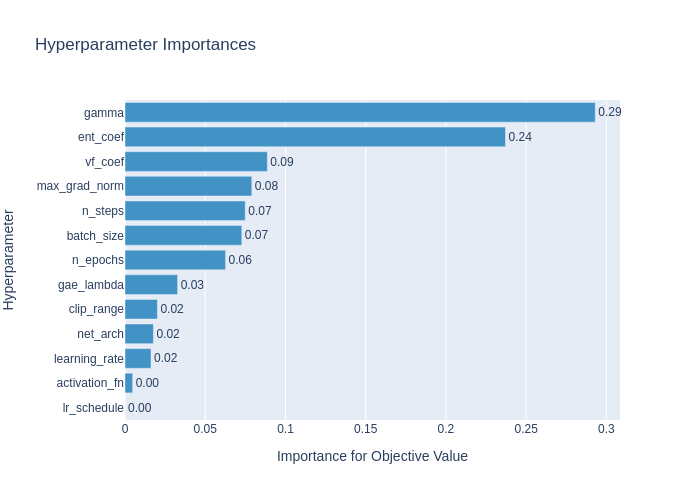 Hyperparameter Importances
Hyperparameter
gamma 0.29
ent_coef 0.24
vf_coef 0.09
max_grad_norm 0.08
n_steps 0.07
batch_size 0.07
n_epochs 0.06
gae_lambda 0.03
clip_range 0.02
net_arch 0.02
learning_rate 0.02
activation_fn 0.00
lr_schedule 0.00
0 0.05 0.1 0.15 0.2 0.25 0.3
Importance for Objective Value